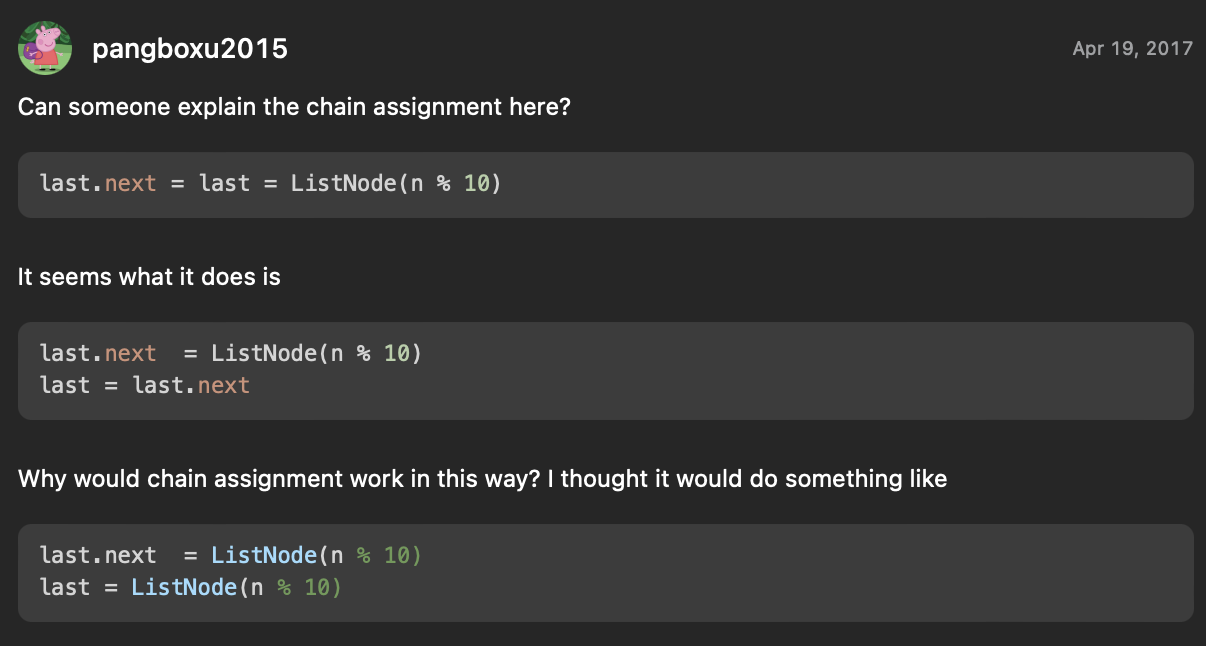 pangboxu2015
Apr 19, 2017
Can someone explain the chain assignment here?
last.next = last = ListNode(n % 10)
It seems what it does is
last.next  = ListNode(n % 10)
last = last.next
Why would chain assignment work in this way? I thought it would do something like
last.next  = ListNode(n % 10)
last = ListNode(n % 10)